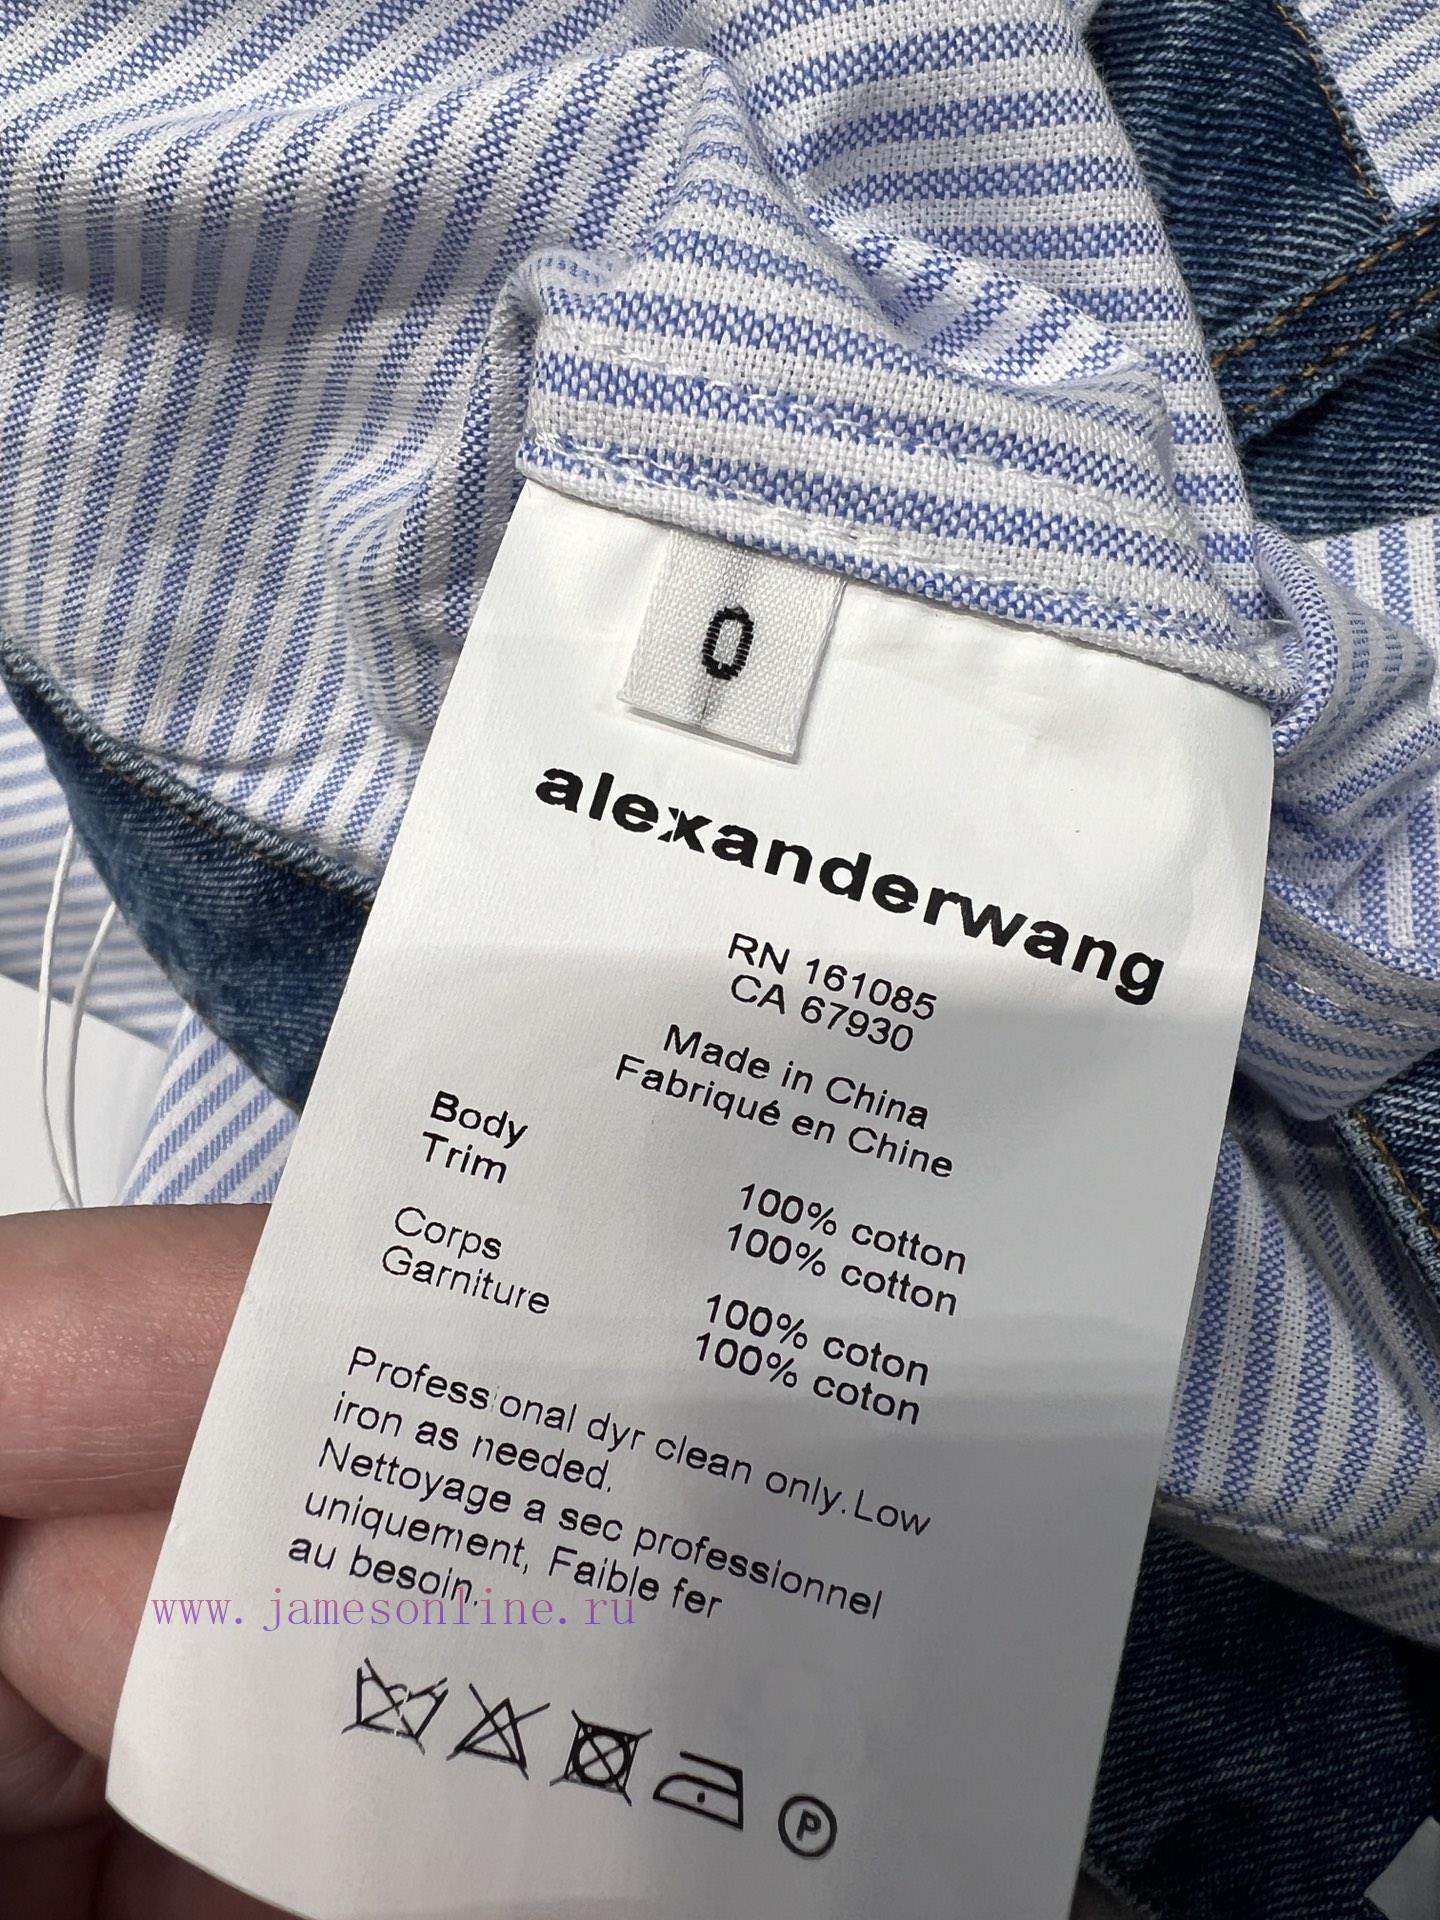 0
alexanderwang
RN 161085
CA 67930
Made in China
Fabriqué en Chine
Body 100% cotton
Trim 100% cotton
Corps 100% coton
Garniture 100% coton
Professional dyr clean only.Low
iron as needed.
Nettoyage a sec professionnel
uniquement, Faible fer
au besoin.
www.jamesonline.ru
P